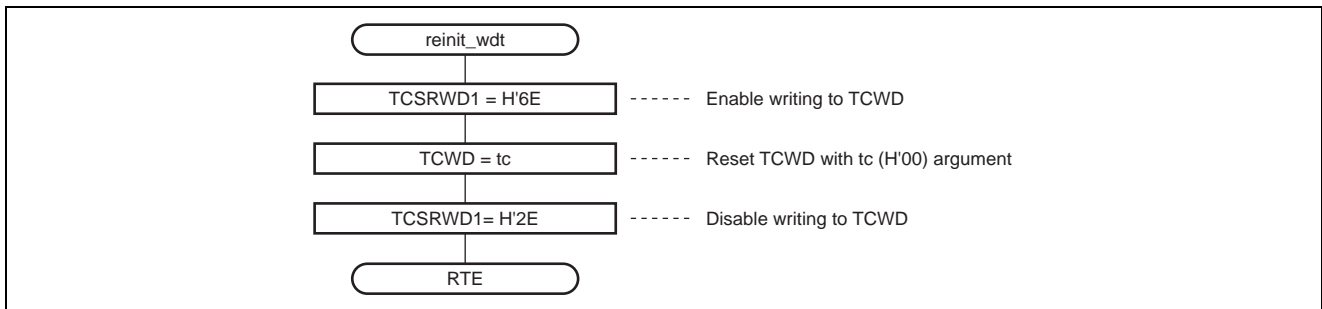 reinit_wdt
TCSRWD1 = H'6E
Enable writing to TCWD
TCWD = tc
Reset TCWD with tc (H'00) argument
TCSRWD1= H'2E
Disable writing to TCWD
RTE